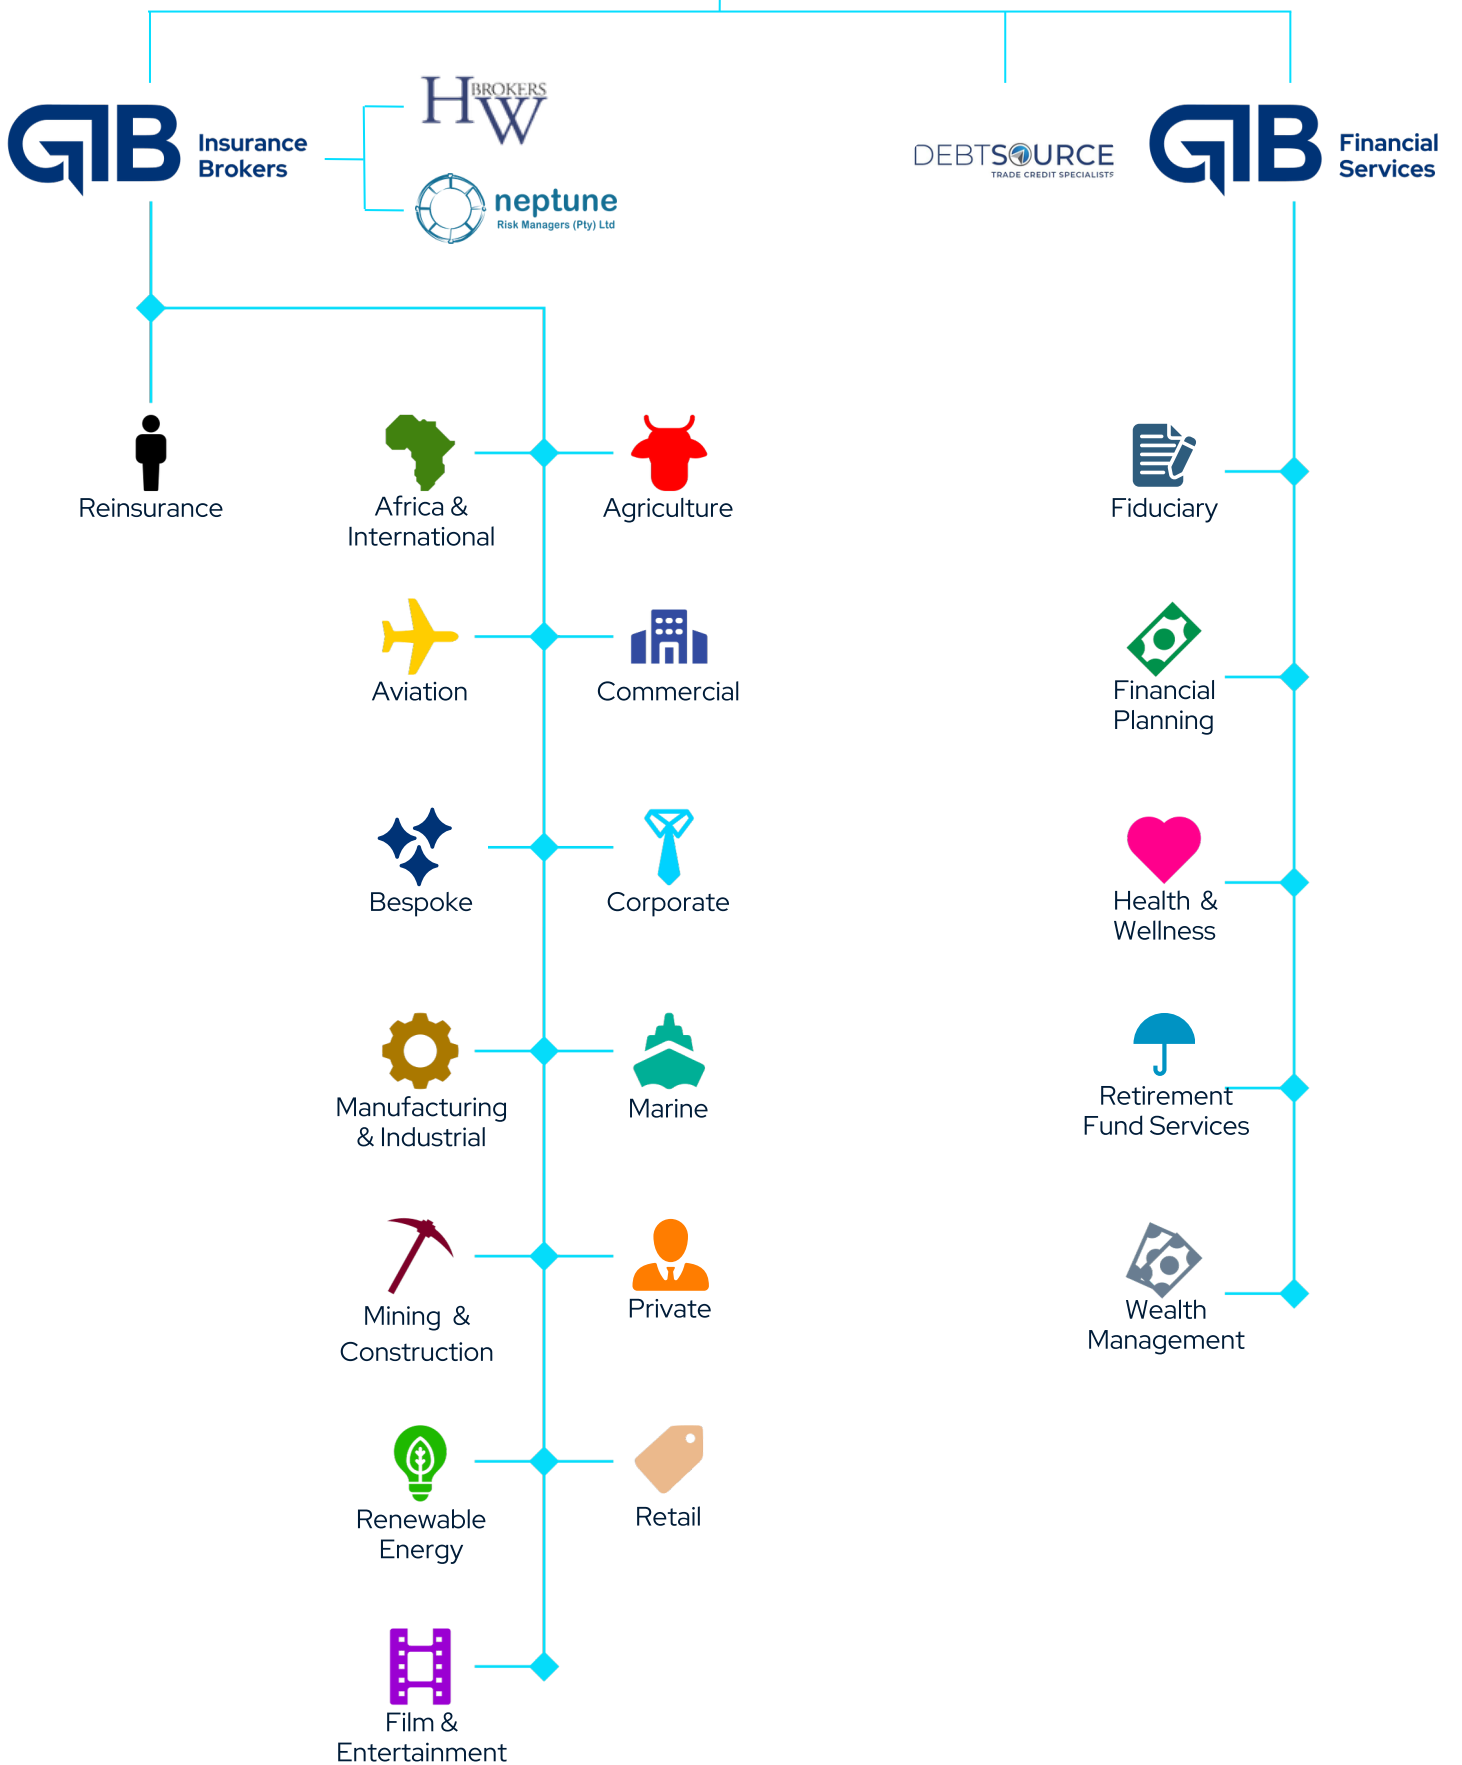 GIB Insurance
Brokers
HW BROKERS
neptune
Risk Managers (Pty) Ltd
DEBTSOURCE
TRADE CREDIT SPECIALISTS
GIB Financial
Services
Reinsurance
Africa &
International
Agriculture
Aviation
Commercial
Bespoke
Corporate
Manufacturing
& Industrial
Marine
Mining &
Construction
Private
Renewable
Energy
Retail
Film &
Entertainment
Fiduciary
Financial
Planning
Health &
Wellness
Retirement
Fund Services
Wealth
Management